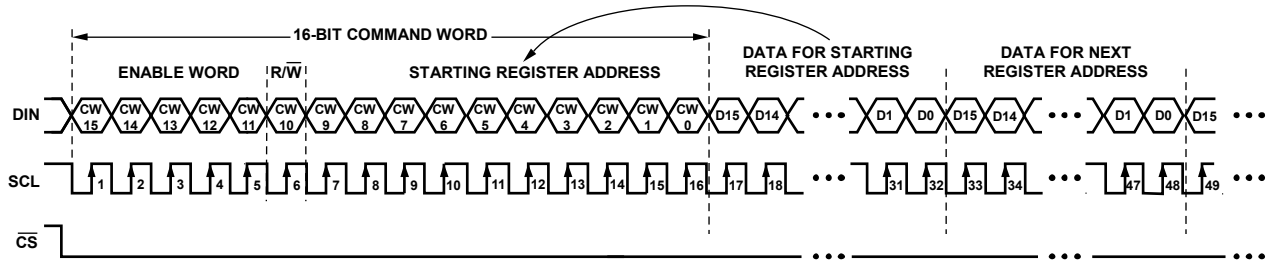 16-BIT COMMAND WORD
DATA FOR STARTING
REGISTER ADDRESS
DATA FOR NEXT
REGISTER ADDRESS
ENABLE WORD R/W̅ STARTING REGISTER ADDRESS
DIN CW 15 CW 14 CW 13 CW 12 CW 11 CW 10 CW 9 CW 8 CW 7 CW 6 CW 5 CW 4 CW 3 CW 2 CW 1 CW 0 D15 D14 ••• D1 D0 D15 D14 ••• D1 D0 D15 •••
SCL 1 2 3 4 5 6 7 8 9 10 11 12 13 14 15 16 17 18 ••• 31 32 33 34 ••• 47 48 49 •••
C̅S̅ ••• ••• •••